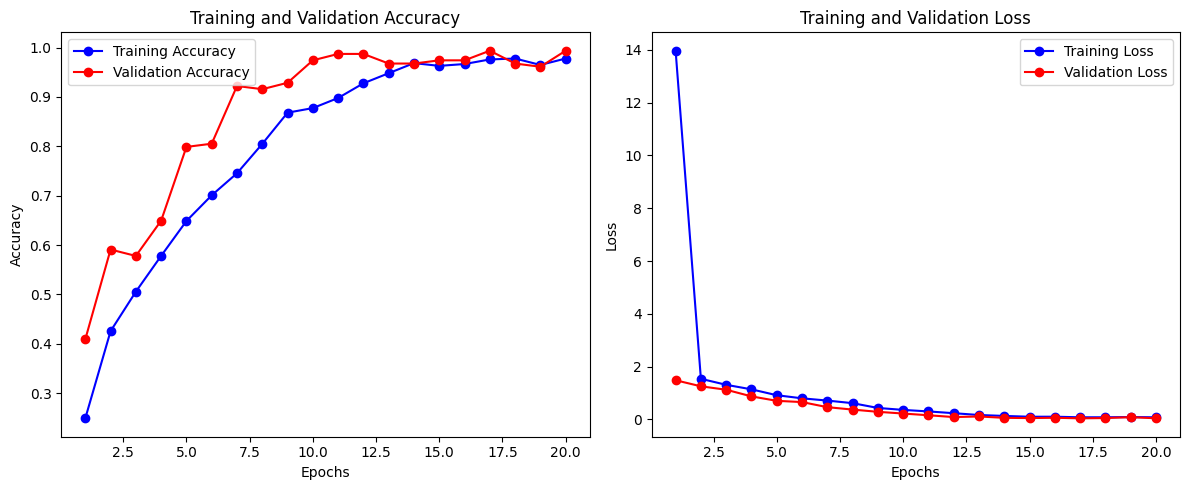 Training and Validation Accuracy
Training Accuracy
Validation Accuracy
1.0
0.9
0.8
0.7
0.6
0.5
0.4
0.3
Accuracy
2.5 5.0 7.5 10.0 12.5 15.0 17.5 20.0
Epochs
Training and Validation Loss
Training Loss
Validation Loss
14
12
10
8
6
4
2
0
Loss
2.5 5.0 7.5 10.0 12.5 15.0 17.5 20.0
Epochs